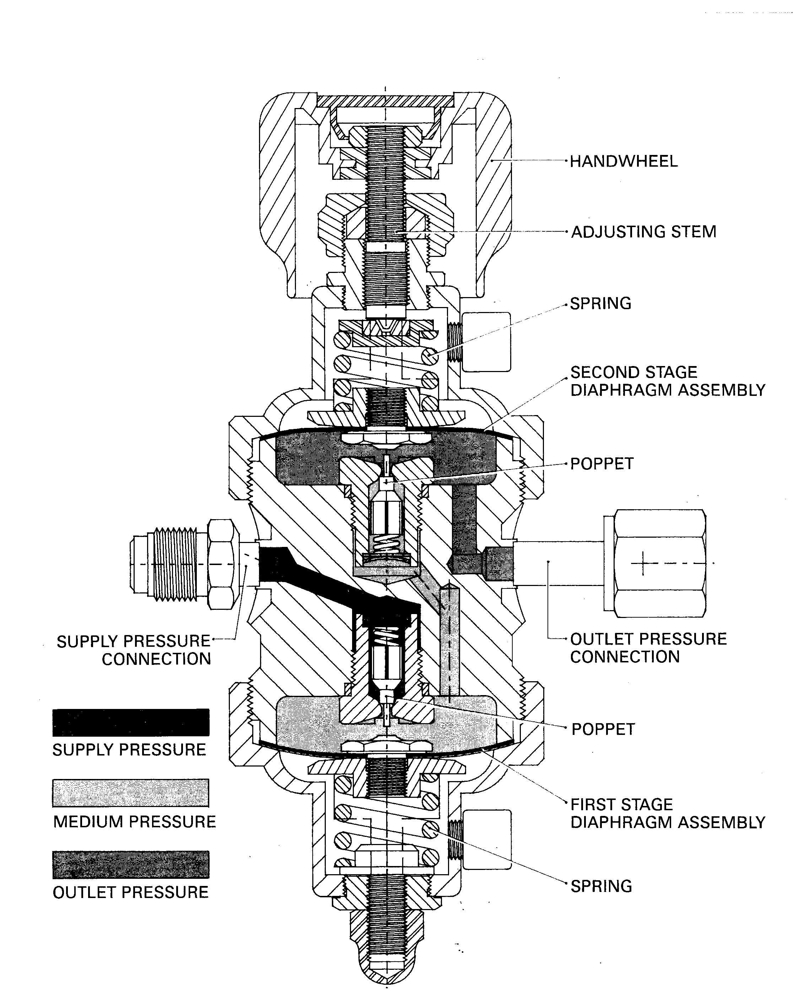 HANDWHEEL
ADJUSTING STEM
SPRING
SECOND STAGE
DIAPHRAGM ASSEMBLY
POPPET
SUPPLY PRESSURE
CONNECTION
OUTLET PRESSURE
CONNECTION
SUPPLY PRESSURE
MEDIUM PRESSURE
OUTLET PRESSURE
POPPET
FIRST STAGE
DIAPHRAGM ASSEMBLY
SPRING